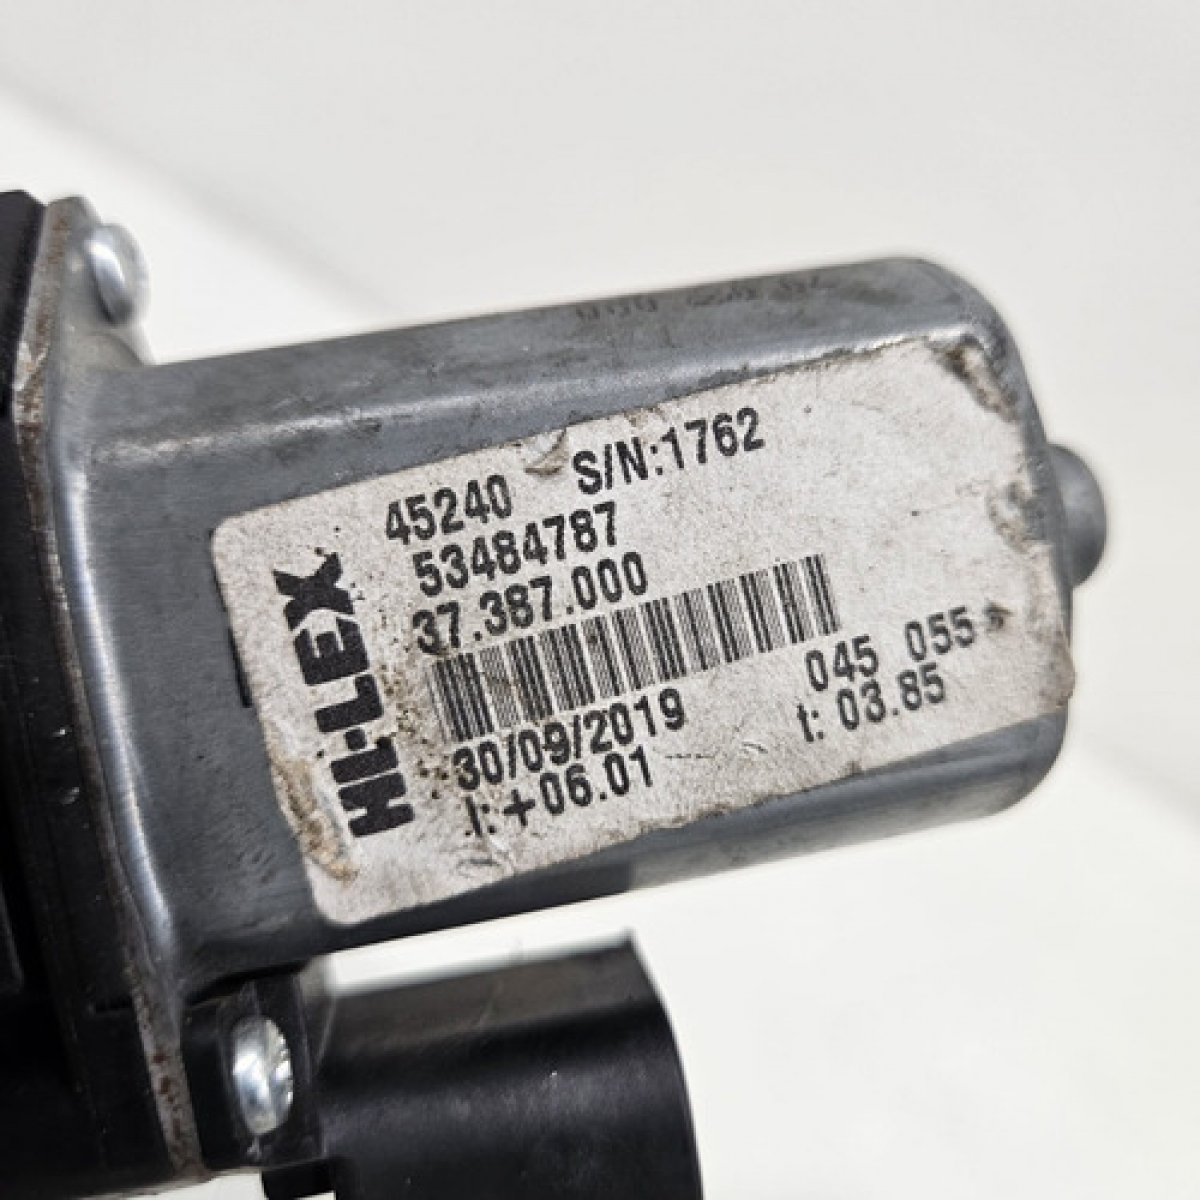 HI-LEX
45240 S/N:1762
53484787
37.387.000
045 055
30/09/2019 t: 03.85
I: +06.01